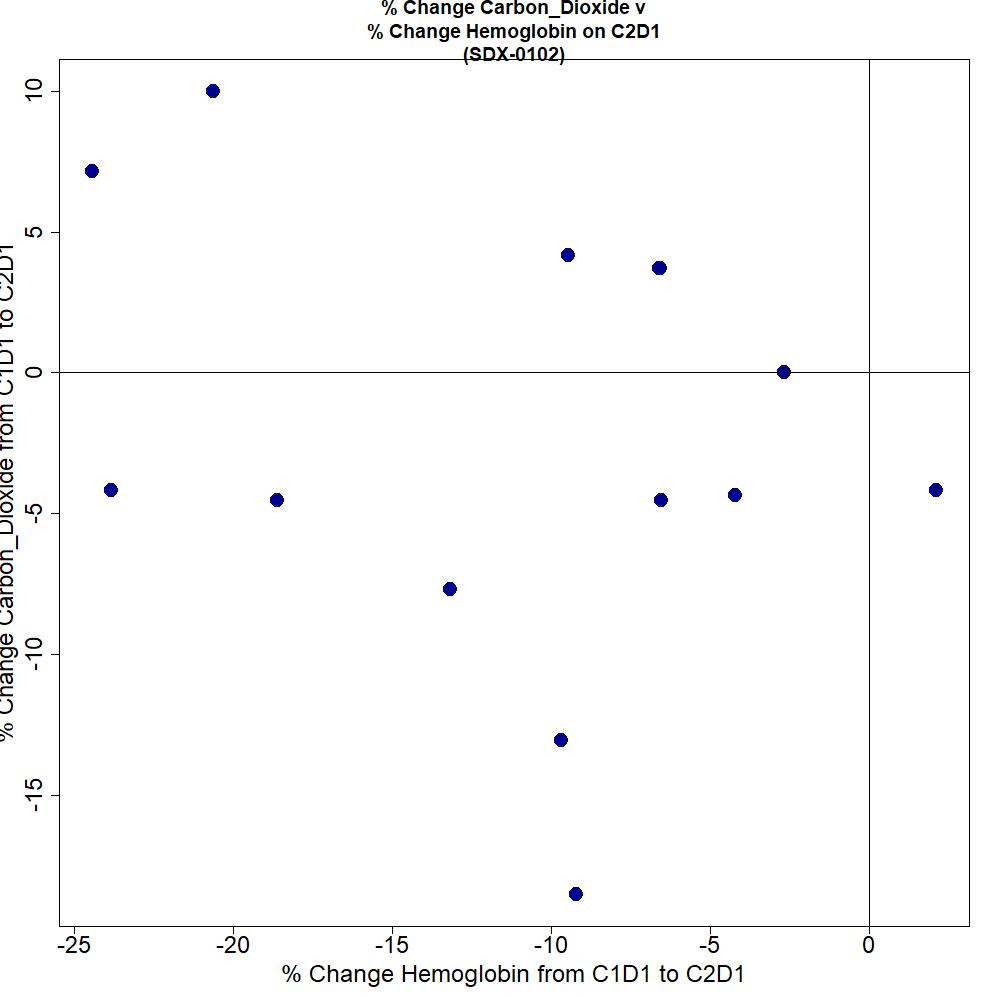 % Change Carbon_Dioxide v
% Change Hemoglobin on C2D1
(SDX-0102)
% Change Carbon_Dioxide from C1D1 to C2D1
10
5
0
-5
-10
-15
-25
-20
-15
-10
-5
0
% Change Hemoglobin from C1D1 to C2D1